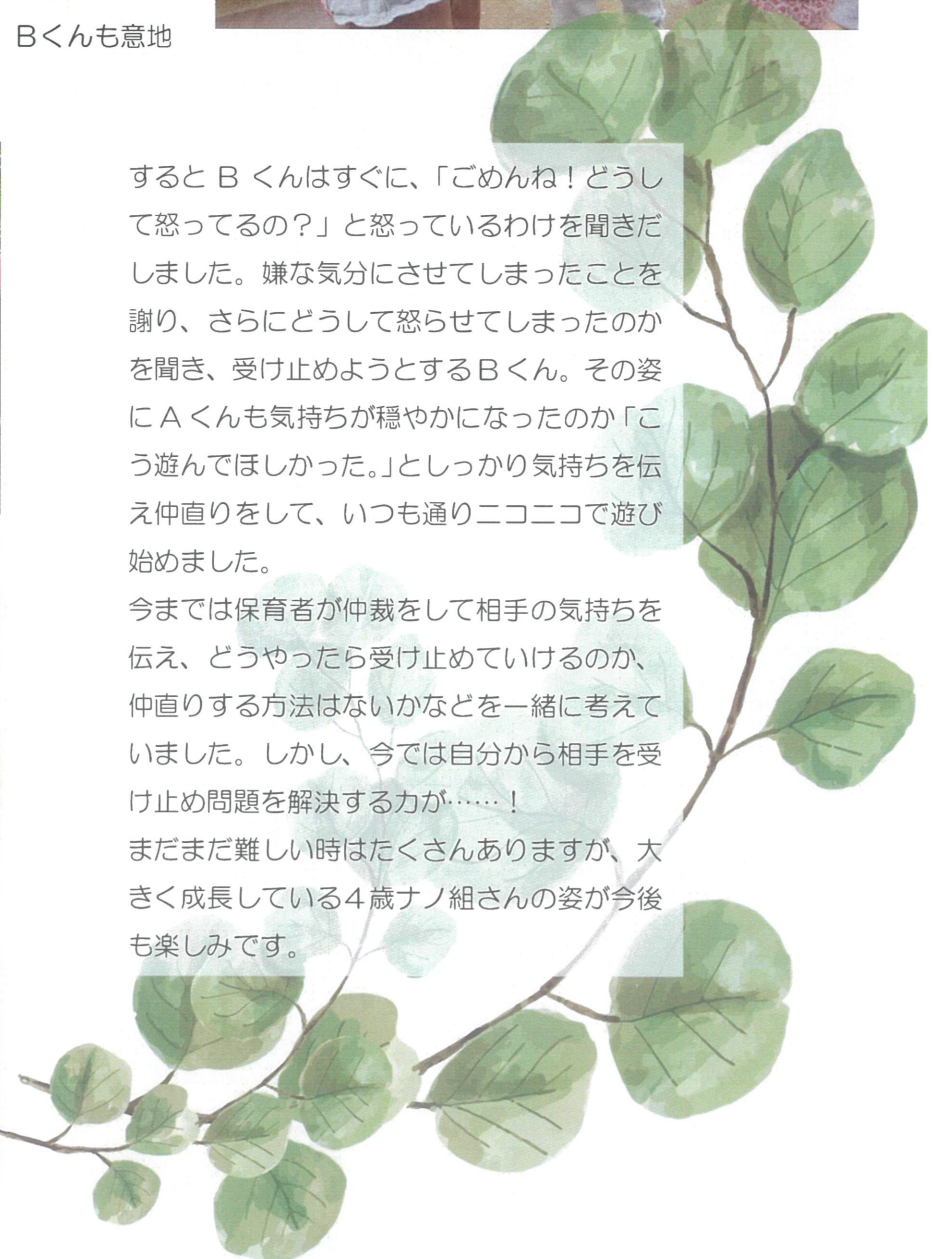 Bくんも意地
すると B くんはすぐに、「ごめんね！どうし
て怒ってるの？」と怒っているわけを聞きだ
しました。嫌な気分にさせてしまったことを
謝り、さらにどうして怒らせてしまったのか
を聞き、受け止めようとするBくん。その姿
に A くんも気持ちが穏やかになったのか「こ
う遊んでほしかった。」としっかり気持ちを伝
え仲直りをして、いつも通りニコニコで遊び
始めました。
今までは保育者が仲裁をして相手の気持ちを
伝え、どうやったら受け止めていけるのか、
仲直りする方法はないかなどを一緒に考えて
いました。しかし、今では自分から相手を受
け止め問題を解決する力が……！
まだまだ難しい時はたくさんありますが、大
きく成長している4歳ナノ組さんの姿が今後
も楽しみです。